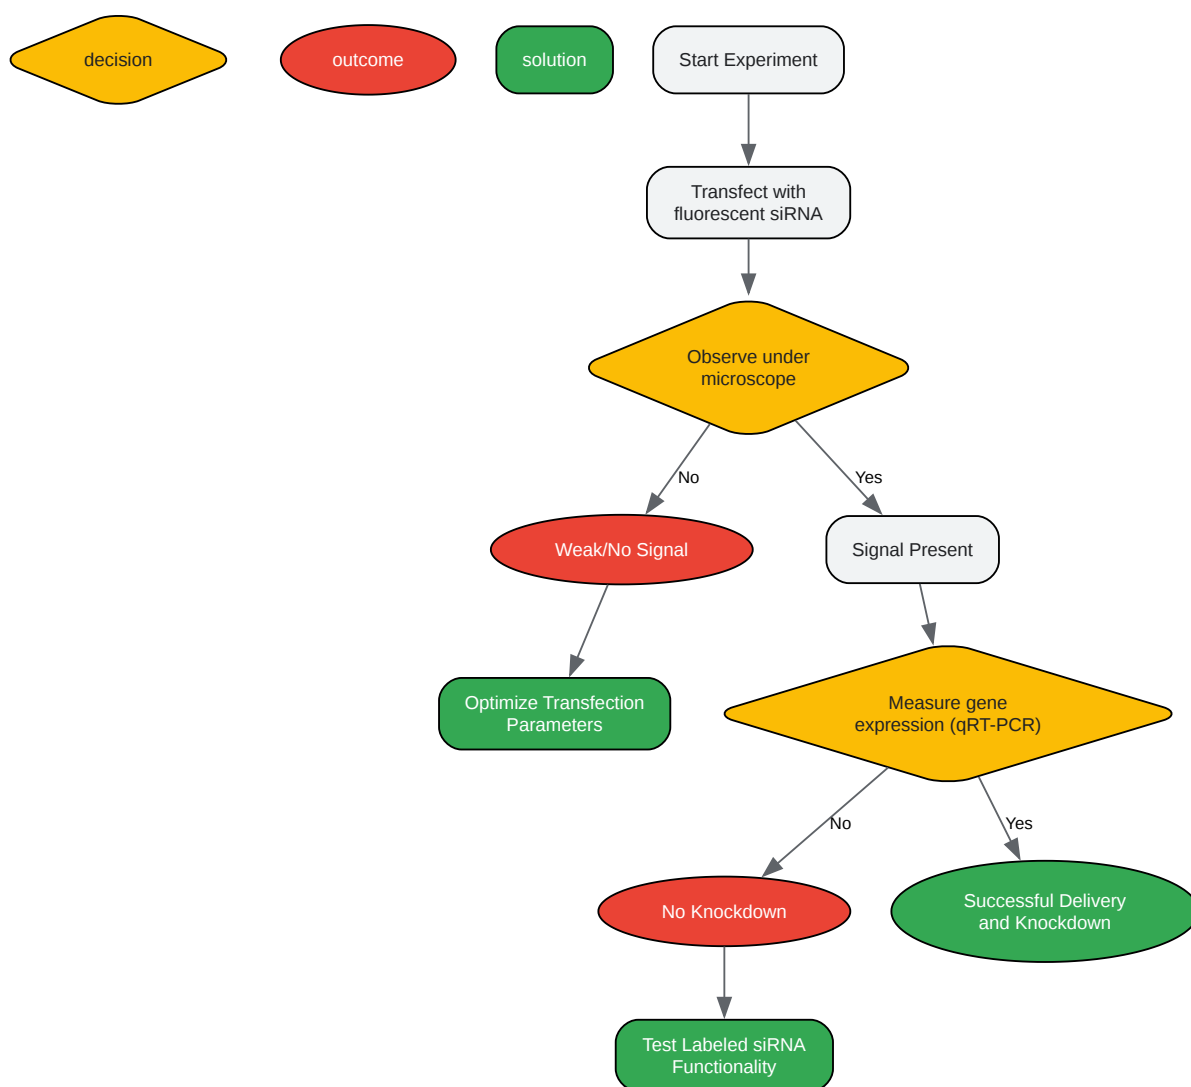 decision
outcome
solution
Start Experiment
Transfect with
fluorescent siRNA
Observe under
microscope
No
Yes
Weak/No Signal
Signal Present
Optimize Transfection
Parameters
Measure gene
expression (qRT-PCR)
No
Yes
No Knockdown
Successful Delivery
and Knockdown
Test Labeled siRNA
Functionality